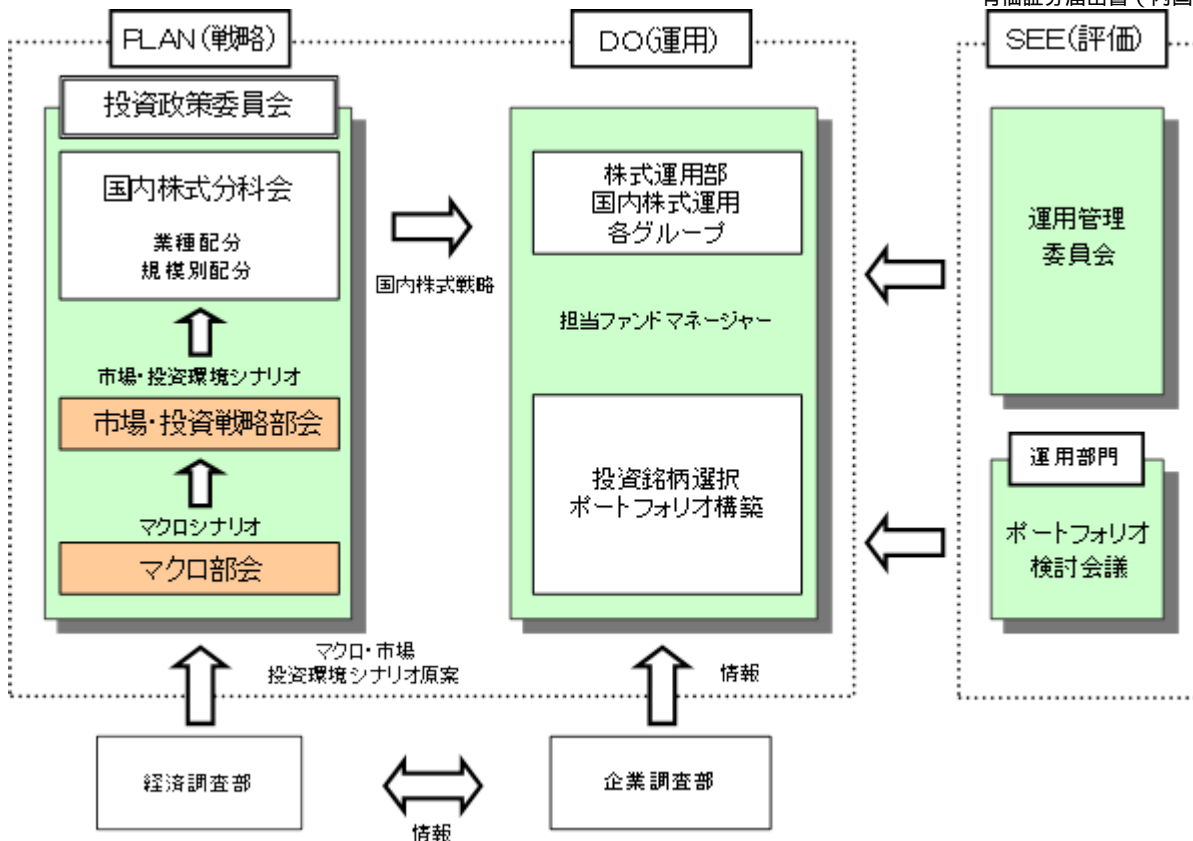 PLAN(戦略)
投資政策委員会
国内株式分科会
業種配分
規模別配分
市場・投資環境シナリオ
市場・投資戦略部会
マクロシナリオ
マクロ部会
国内株式戦略
マクロ・市場
投資環境シナリオ原案
経済調査部
情報
DO(運用)
株式運用部
国内株式運用
各グループ
担当ファンドマネージャー
投資銘柄選択
ポートフォリオ構築
情報
企業調査部
SEE(評価)
運用管理
委員会
運用部門
ポートフォリオ
検討会議